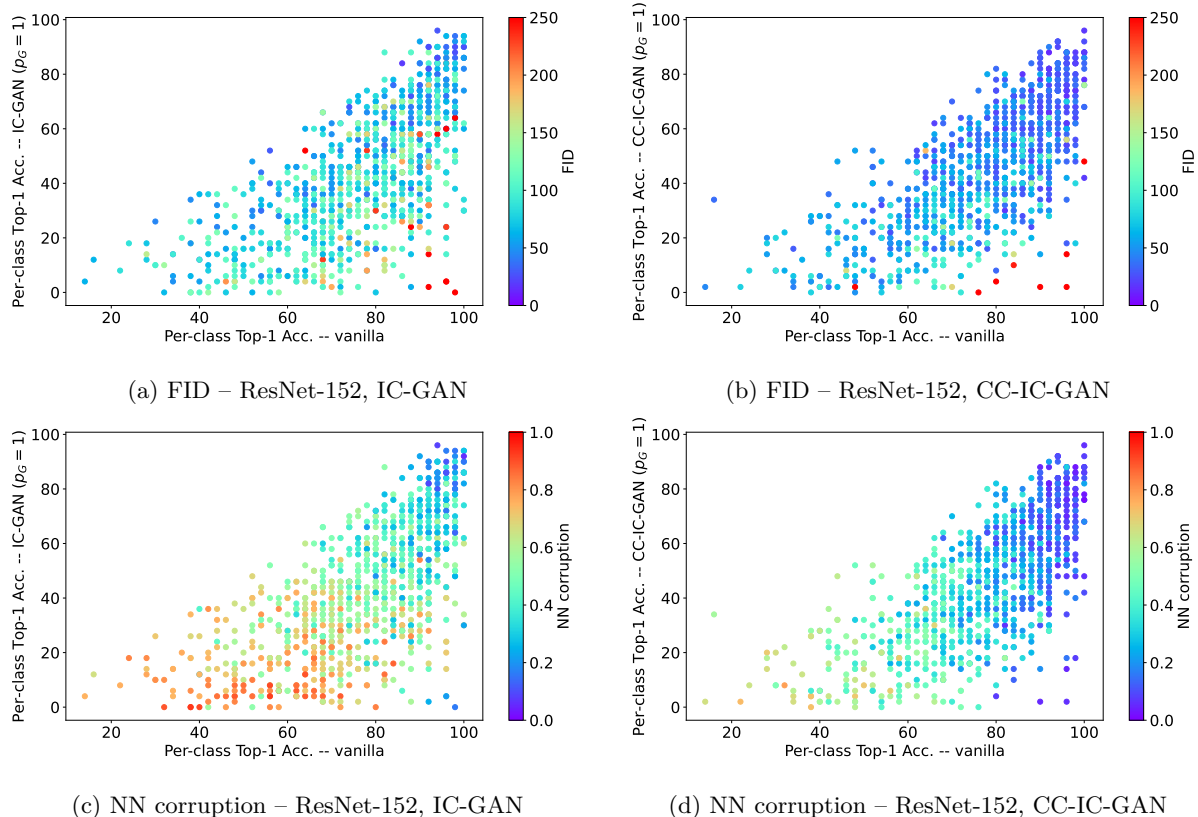 100
80
60
40
20
0
Per-class Top-1 Acc. -- IC-GAN (p_G = 1)
20 40 60 80 100
Per-class Top-1 Acc. -- vanilla
250
200
150
100
50
0
FID
(a) FID – ResNet-152, IC-GAN
100
80
60
40
20
0
Per-class Top-1 Acc. -- CC-IC-GAN (p_G = 1)
20 40 60 80 100
Per-class Top-1 Acc. -- vanilla
250
200
150
100
50
0
FID
(b) FID – ResNet-152, CC-IC-GAN
100
80
60
40
20
0
Per-class Top-1 Acc. -- IC-GAN (p_G = 1)
20 40 60 80 100
Per-class Top-1 Acc. -- vanilla
1.0
0.8
0.6
0.4
0.2
0.0
NN corruption
(c) NN corruption – ResNet-152, IC-GAN
100
80
60
40
20
0
Per-class Top-1 Acc. -- CC-IC-GAN (p_G = 1)
20 40 60 80 100
Per-class Top-1 Acc. -- vanilla
1.0
0.8
0.6
0.4
0.2
0.0
NN corruption
(d) NN corruption – ResNet-152, CC-IC-GAN